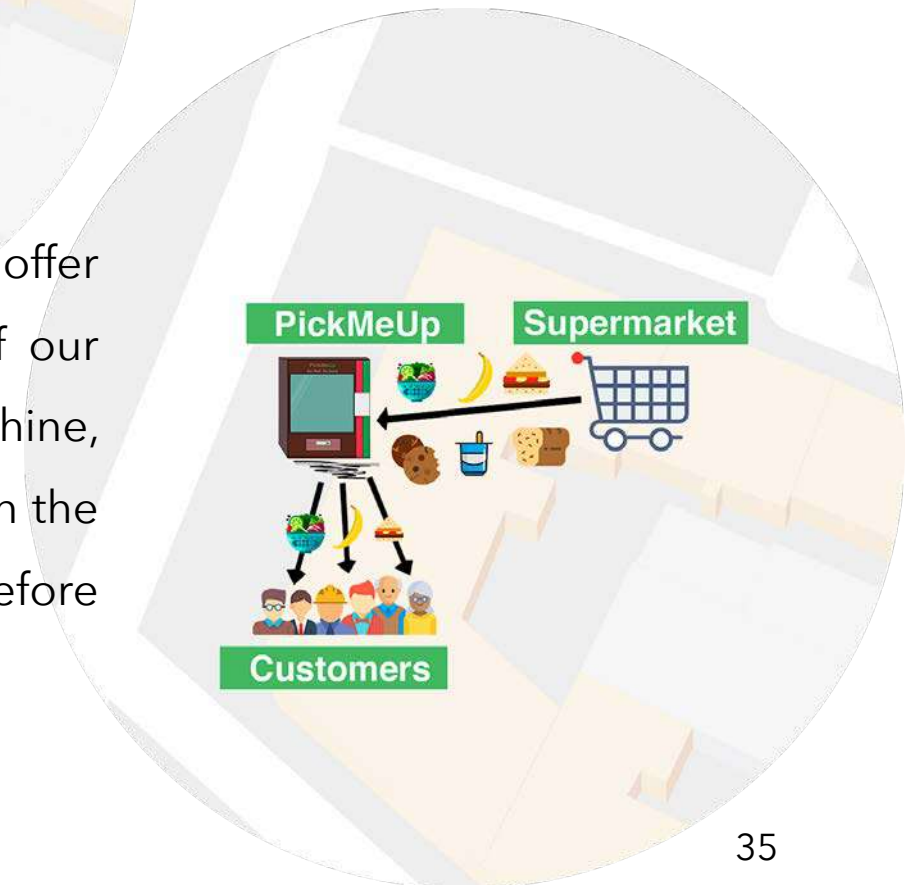 offer
f our
hine,
n the
efore
PickMeUp
Supermarket
Customers
35